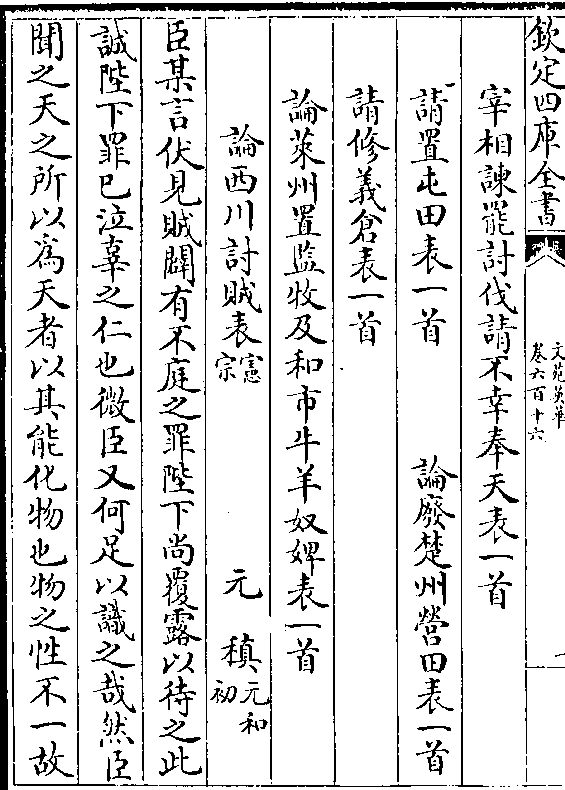 欽定四庫全書
文苑英華
卷六百十六
宰相諫罷討伐請不幸奉天表一首
請置屯田表一首 論廢楚州營田表一首
請修義倉表一首
論萊州置監牧及和市牛羊奴婢表一首
論西川討賊表憲宗 元稹元和初
臣某言伏見賊闢有不庭之罪陛下尚覆露以待之此
誠陛下罪已泣辜之仁也微臣又何足以議之哉然臣
聞之天之所以為天者以其能化物也物之性不一故